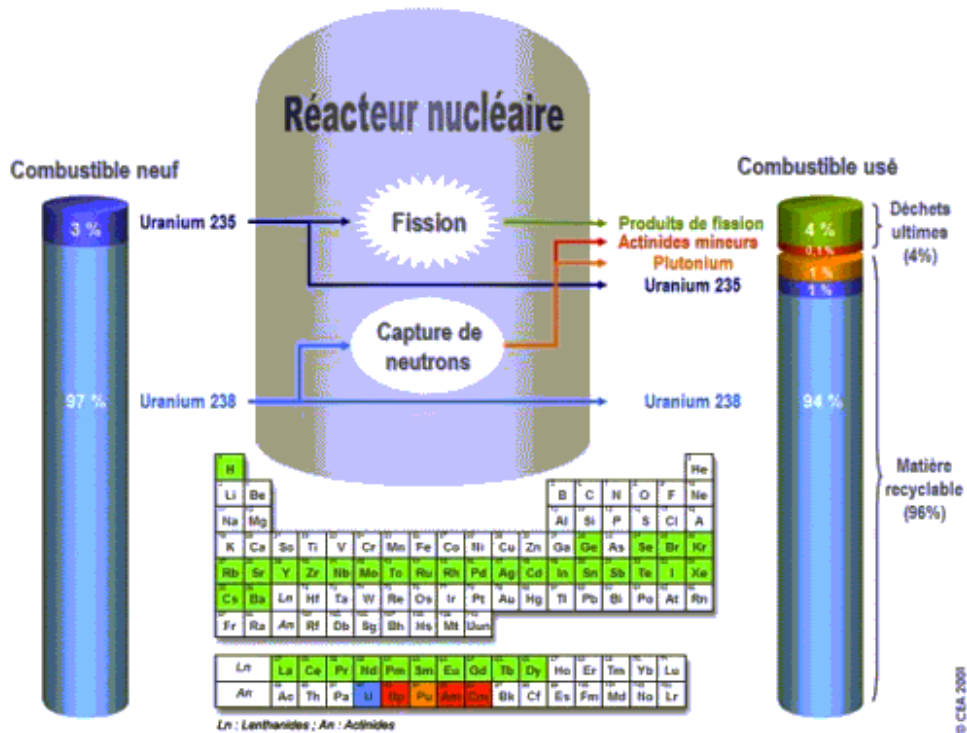 Réacteur nucléaire
Combustible neuf
Combustible usé
3 %
Uranium 235
Fission
Produits de fission
Actinides mineurs
Plutonium
Uranium 235
4 %
0,1%
1 %
1 %
Déchets
ultimes
(4%)
Capture de
neutrons
97 %
Uranium 238
Uranium 238
94 %
Matière
recyclable
(96%)
H He
Li Be B C N O F Ne
Na Mg Al Si P S Cl A
K Ca Sc Ti V Cr Mn Fe Co Ni Cu Zn Ga Ge As Se Br Kr
Rb Sr Y Zr Nb Mo Tc Ru Rh Pd Ag Cd In Sn Sb Te I Xe
Cs Ba Ln Hf Ta W Re Os Ir Pt Au Hg Tl Pb Bi Po At Rn
Fr Ra An Rf Db Sg Bh Hs Mt Uun
Ln La Ce Pr Nd Pm Sm Eu Gd Tb Dy Ho Er Tm Yb Lu
An Ac Th Pa U Np Pu Am Cm Bk Cf Es Fm Md No Lr
Ln : Lanthanides ; An : Actinides
© CEA 2001